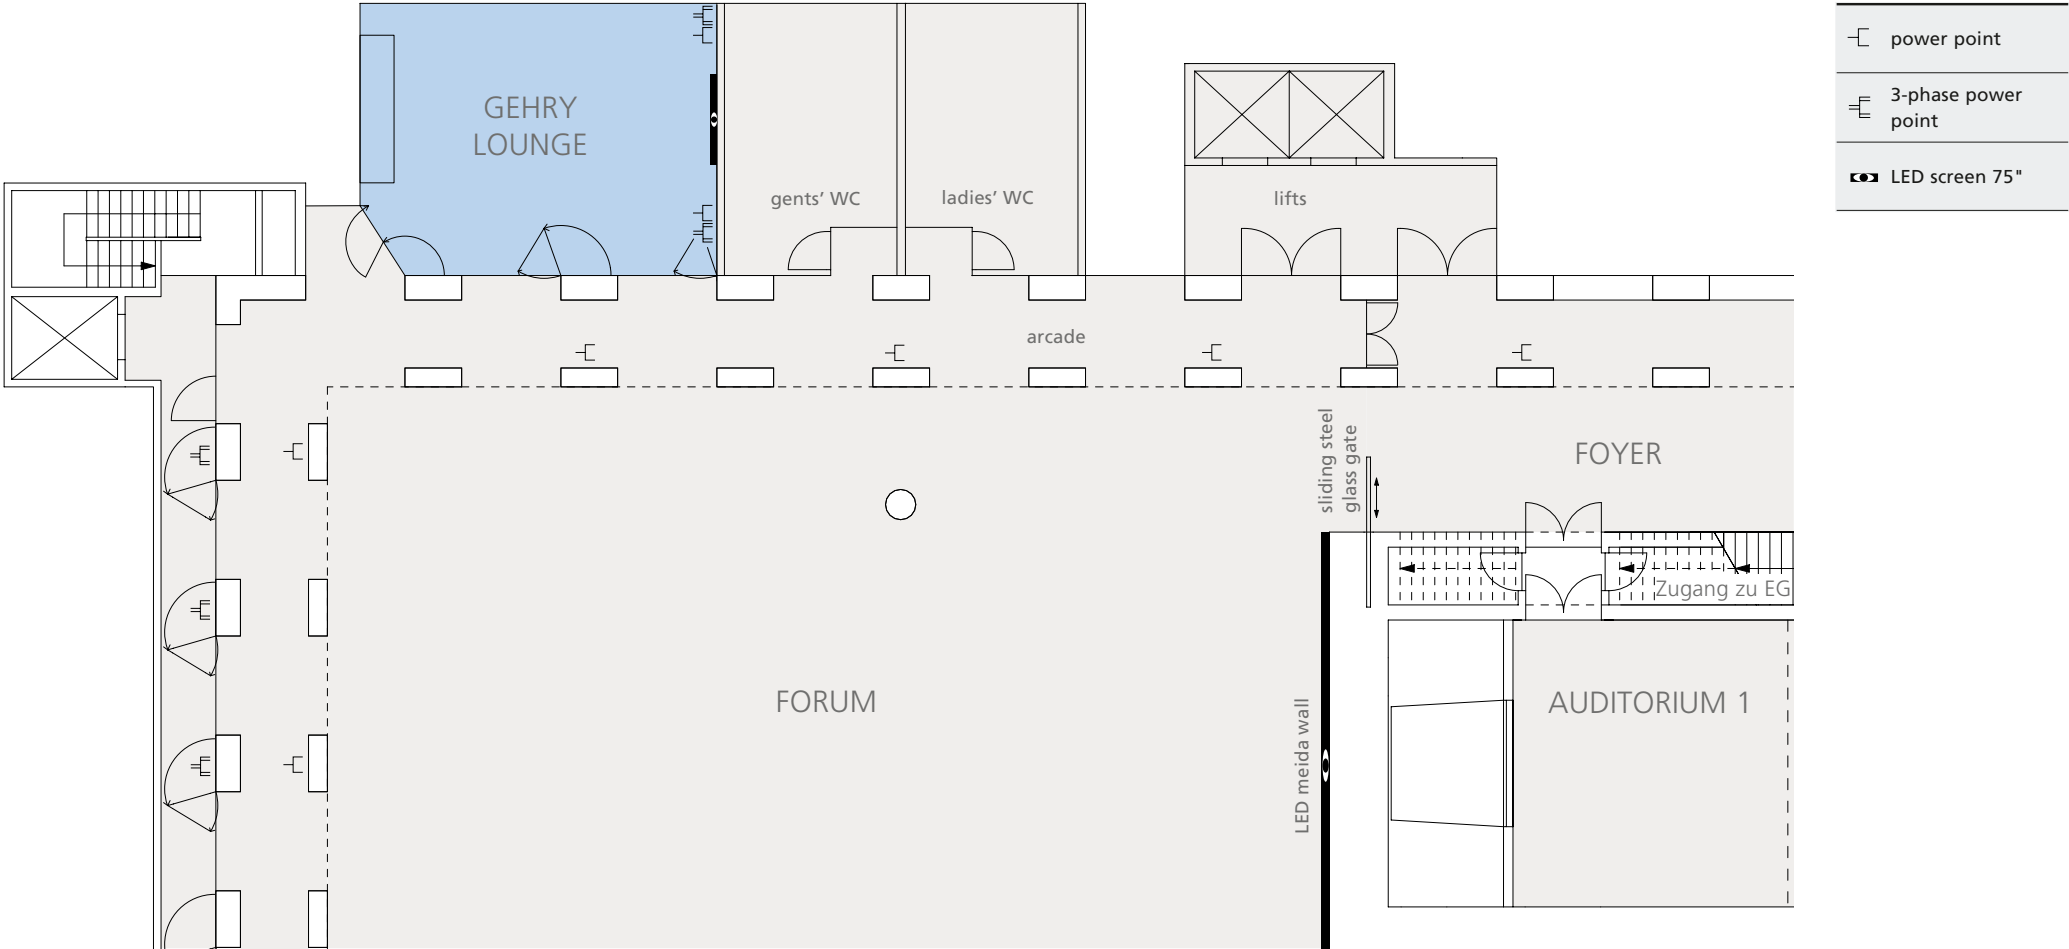 power point
3-phase power
point
LED screen 75"
GEHRY
LOUNGE
gents’ WC
ladies’ WC
lifts
arcade
sliding steel
glass gate
FOYER
Zugang zu EG
FORUM
LED meida wall
AUDITORIUM 1